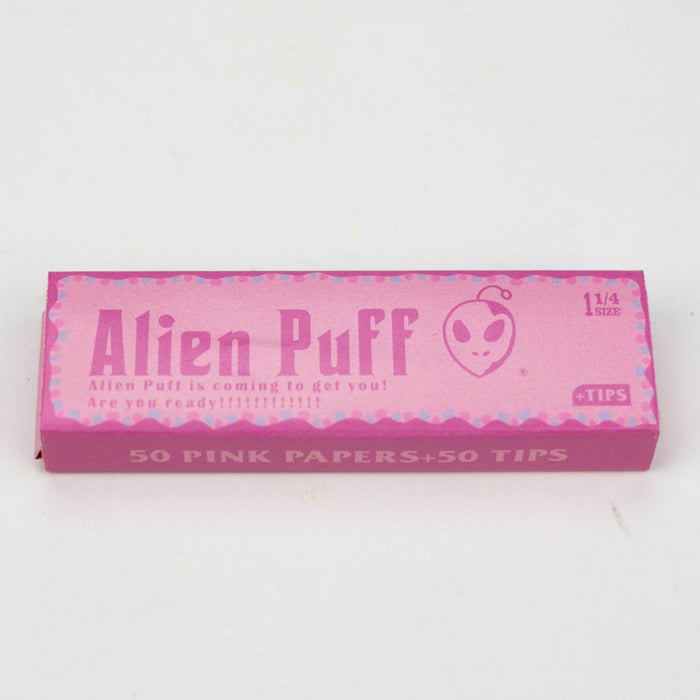 Alien Puff
Alien Puff is coming to get you!
Are you ready!!!!!!!!!!!!!
®
1 1/4
SIZE
+TIPS
50 PINK PAPERS+50 TIPS